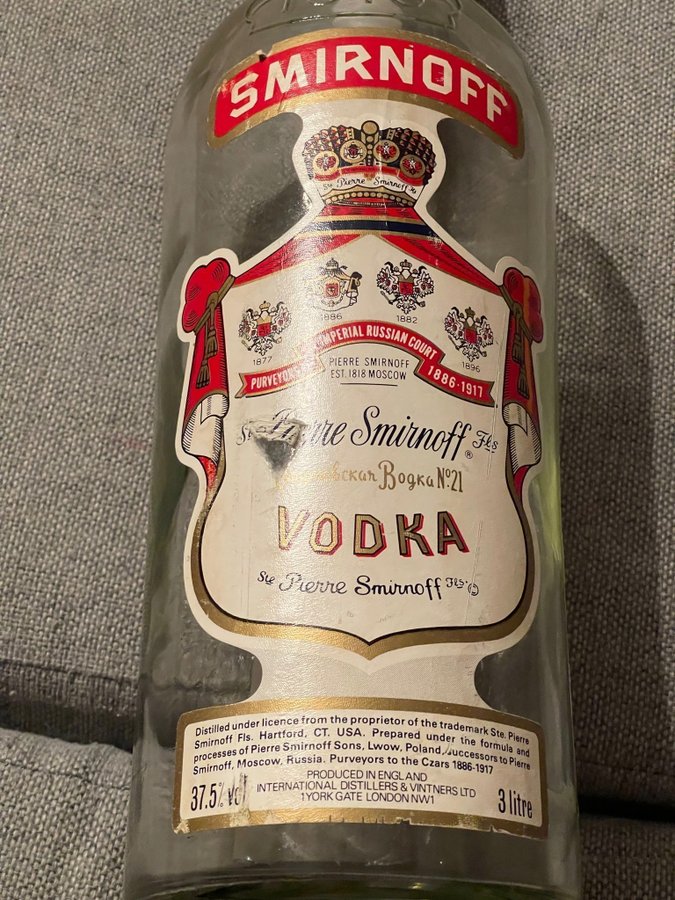 SMIRNOFF
Ste Pierre Smirnoff Fls
1877
1886
1882
1896
PURVEYORS IMPERIAL RUSSIAN COURT 1886-1917
PIERRE SMIRNOFF
EST. 1818 MOSCOW
Pierre Smirnoff Fls ®
Водка №21
VODKA
Ste Pierre Smirnoff Fls ®
Distilled under licence from the proprietor of the trademark Ste. Pierre
Smirnoff Fls. Hartford, CT. USA. Prepared under the formula and
processes of Pierre Smirnoff Sons, Lwow, Poland, successors to Pierre
Smirnoff, Moscow, Russia. Purveyors to the Czars 1886-1917
PRODUCED IN ENGLAND
INTERNATIONAL DISTILLERS & VINTNERS LTD
1 YORK GATE LONDON NW1
37.5% vol
3 litre